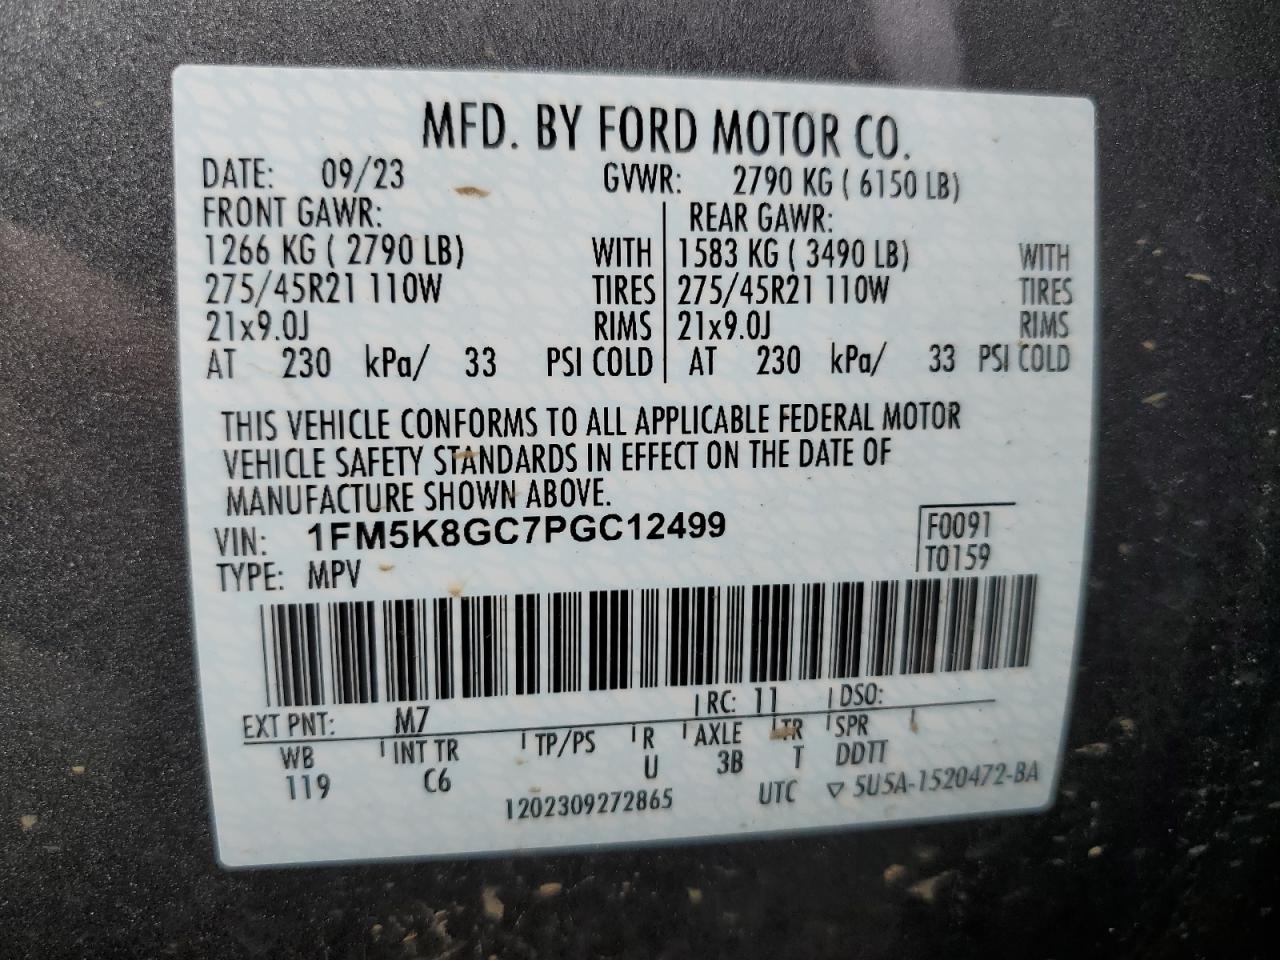 MFD. BY FORD MOTOR CO.
DATE: 09/23 GVWR: 2790 KG ( 6150 LB)
FRONT GAWR: REAR GAWR:
1266 KG ( 2790 LB) WITH 1583 KG ( 3490 LB) WITH
275/45R21 110W TIRES 275/45R21 110W TIRES
21x9.0J RIMS 21x9.0J RIMS
AT 230 kPa/ 33 PSI COLD AT 230 kPa/ 33 PSI COLD
THIS VEHICLE CONFORMS TO ALL APPLICABLE FEDERAL MOTOR
VEHICLE SAFETY STANDARDS IN EFFECT ON THE DATE OF
MANUFACTURE SHOWN ABOVE.
VIN: 1FM5K8GC7PGC12499 F0091
TYPE: MPV T0159
EXT PNT: M7 RC: 11 DSO:
WB INT TR TP/PS R AXLE TR SPR
119 C6 U 3B T DDTT
1202309272865 UTC ▽ 5U5A-1520472-BA